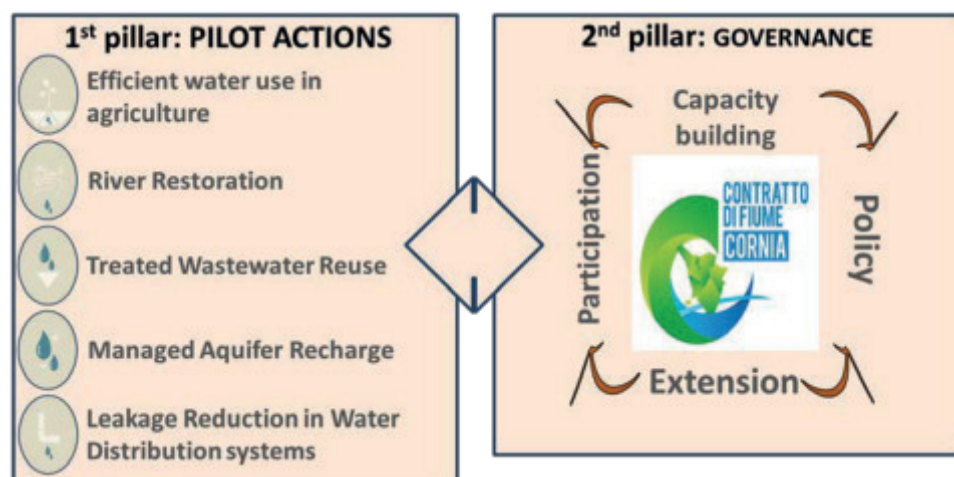 1st pillar: PILOT ACTIONS
Efficient water use in
agriculture
River Restoration
Treated Wastewater Reuse
Managed Aquifer Recharge
Leakage Reduction in Water
Distribution systems
2nd pillar: GOVERNANCE
Capacity
building
Participation
CONTRATTO
DI FIUME
CORNIA
Policy
Extension